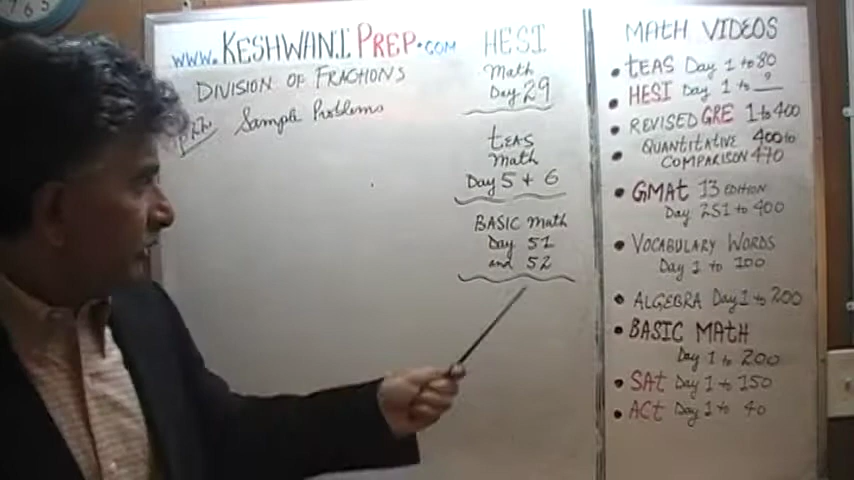 www.KESHWANIPREP.com
DIVISION OF FRACTIONS
Sample Problems
HESI
Math
Day 29
tEAS
Math
Day 5 + 6
BASIC Math
Day 51
and 52
MATH VIDEOS
• tEAS Day 1 to 80
• HESI Day 1 to ?
• REVISED GRE 1 to 400
• QUANtitAtivE 400 to
COMPARISON 470
• GMAt 13 EDITION
Day 251 to 400
• VOCABULARY WORDS
Day 1 to 100
• ALGEBRA Day 1 to 200
• BASIC MATH
Day 1 to 200
• SAt Day 1 to 150
• ACt Day 1 to 40